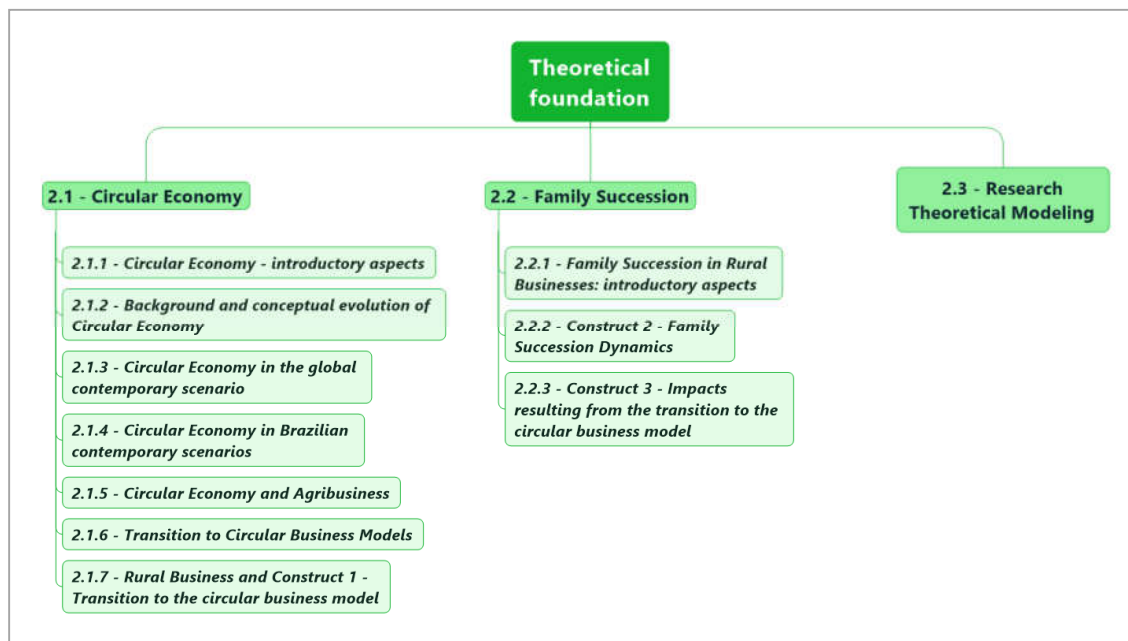 Theoretical
foundation
2.1 - Circular Economy
2.1.1 - Circular Economy - introductory aspects
2.1.2 - Background and conceptual evolution of
Circular Economy
2.1.3 - Circular Economy in the global
contemporary scenario
2.1.4 - Circular Economy in Brazilian
contemporary scenarios
2.1.5 - Circular Economy and Agribusiness
2.1.6 - Transition to Circular Business Models
2.1.7 - Rural Business and Construct 1 -
Transition to the circular business model
2.2 - Family Succession
2.2.1 - Family Succession in Rural
Businesses: introductory aspects
2.2.2 - Construct 2 - Family
Succession Dynamics
2.2.3 - Construct 3 - Impacts
resulting from the transition to the
circular business model
2.3 - Research
Theoretical Modeling